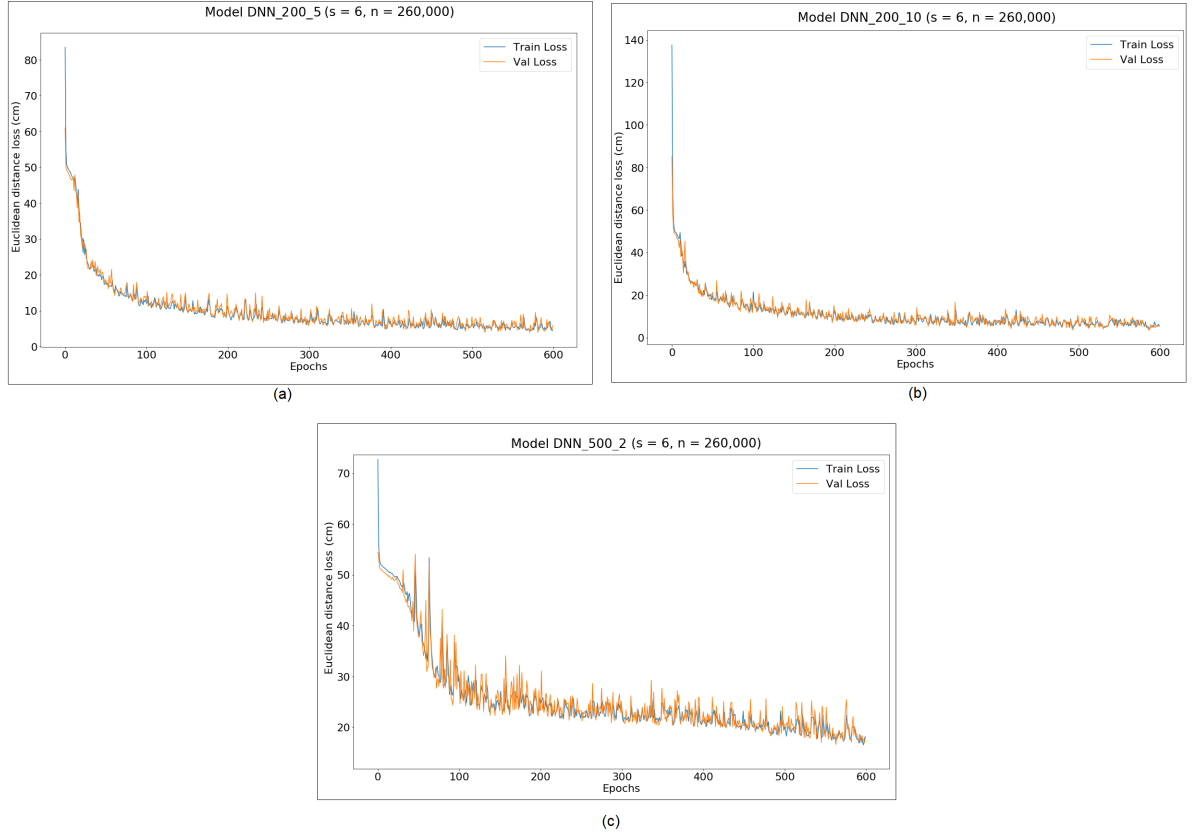 Model DNN_200_5 (s = 6, n = 260,000)
Train Loss
Val Loss
80
70
60
50
40
30
20
10
0
Euclidean distance loss (cm)
0 100 200 300 400 500 600
Epochs
(a)
Model DNN_200_10 (s = 6, n = 260,000)
Train Loss
Val Loss
140
120
100
80
60
40
20
0
Euclidean distance loss (cm)
0 100 200 300 400 500 600
Epochs
(b)
Model DNN_500_2 (s = 6, n = 260,000)
Train Loss
Val Loss
70
60
50
40
30
20
Euclidean distance loss (cm)
0 100 200 300 400 500 600
Epochs
(c)